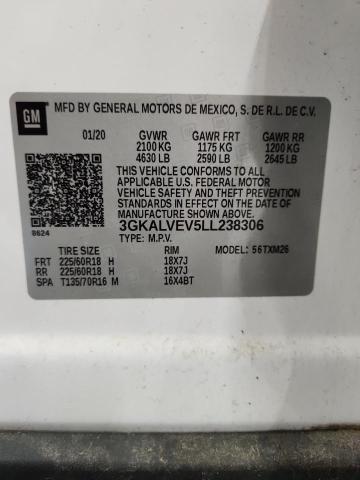 GM
MFD BY GENERAL MOTORS DE MEXICO, S. DE R.L. DE C.V.
01/20 GVWR GAWR FRT GAWR RR
2100 KG 1175 KG 1200 KG
4630 LB 2590 LB 2645 LB
THIS VEHICLE CONFORMS TO ALL
APPLICABLE U.S. FEDERAL MOTOR
VEHICLE SAFETY AND THEFT PREVENTION
STANDARDS IN EFFECT ON THE DATE OF
MANUFACTURE SHOWN ABOVE.
8624
3GKALVEV5LL238306
TYPE: M.P.V.
TIRE SIZE RIM MODEL: 56TXM26
FRT 225/60R18 H 18X7J
RR 225/60R18 H 18X7J
SPA T135/70R16 M 16X4BT